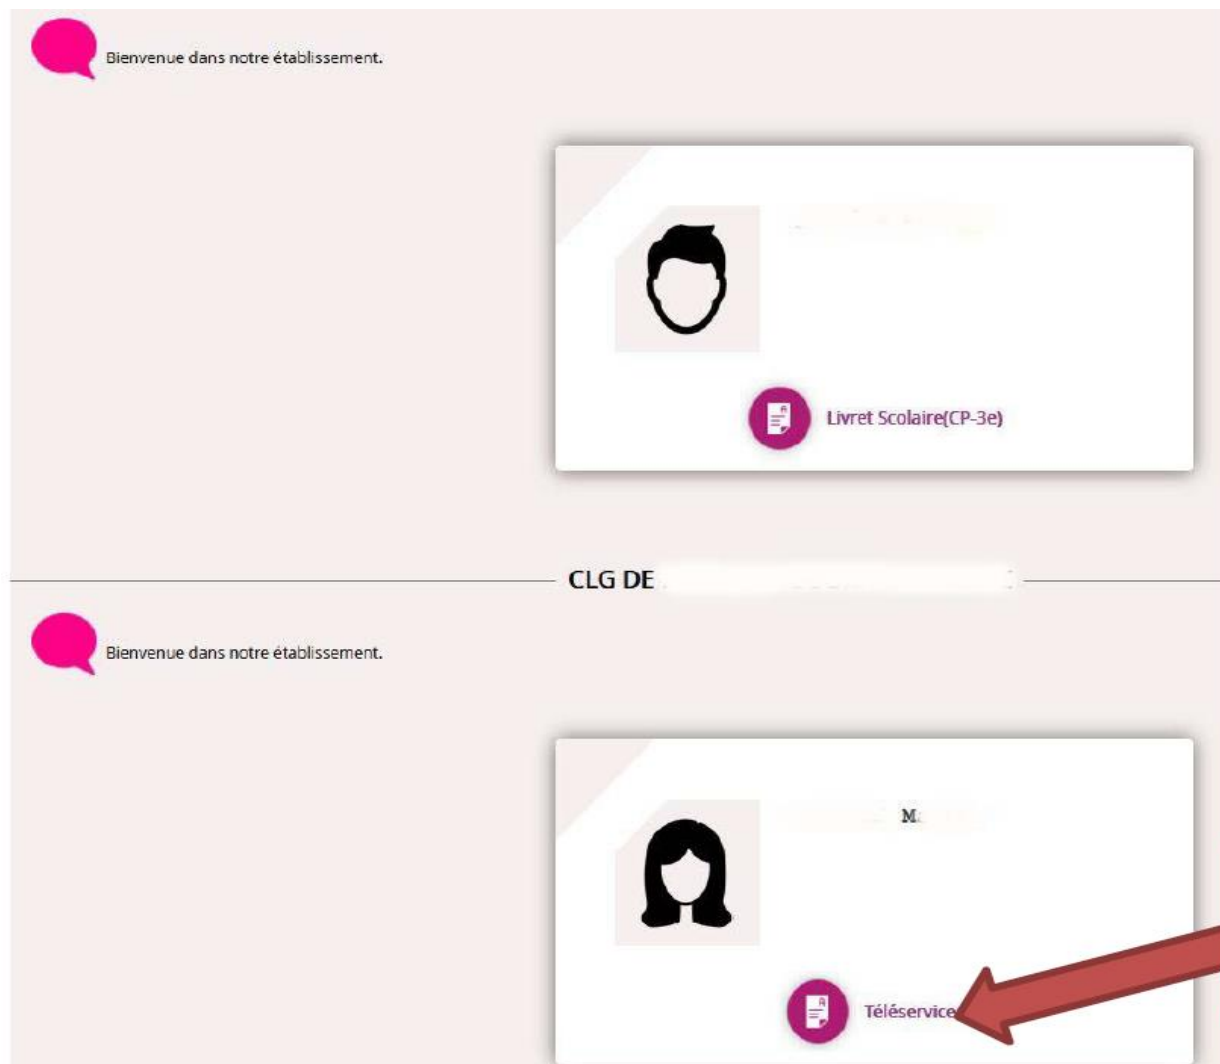 Bienvenue dans notre établissement.
Livret Scolaire(CP-3e)
CLG DE
Bienvenue dans notre établissement.
M
Téléservice